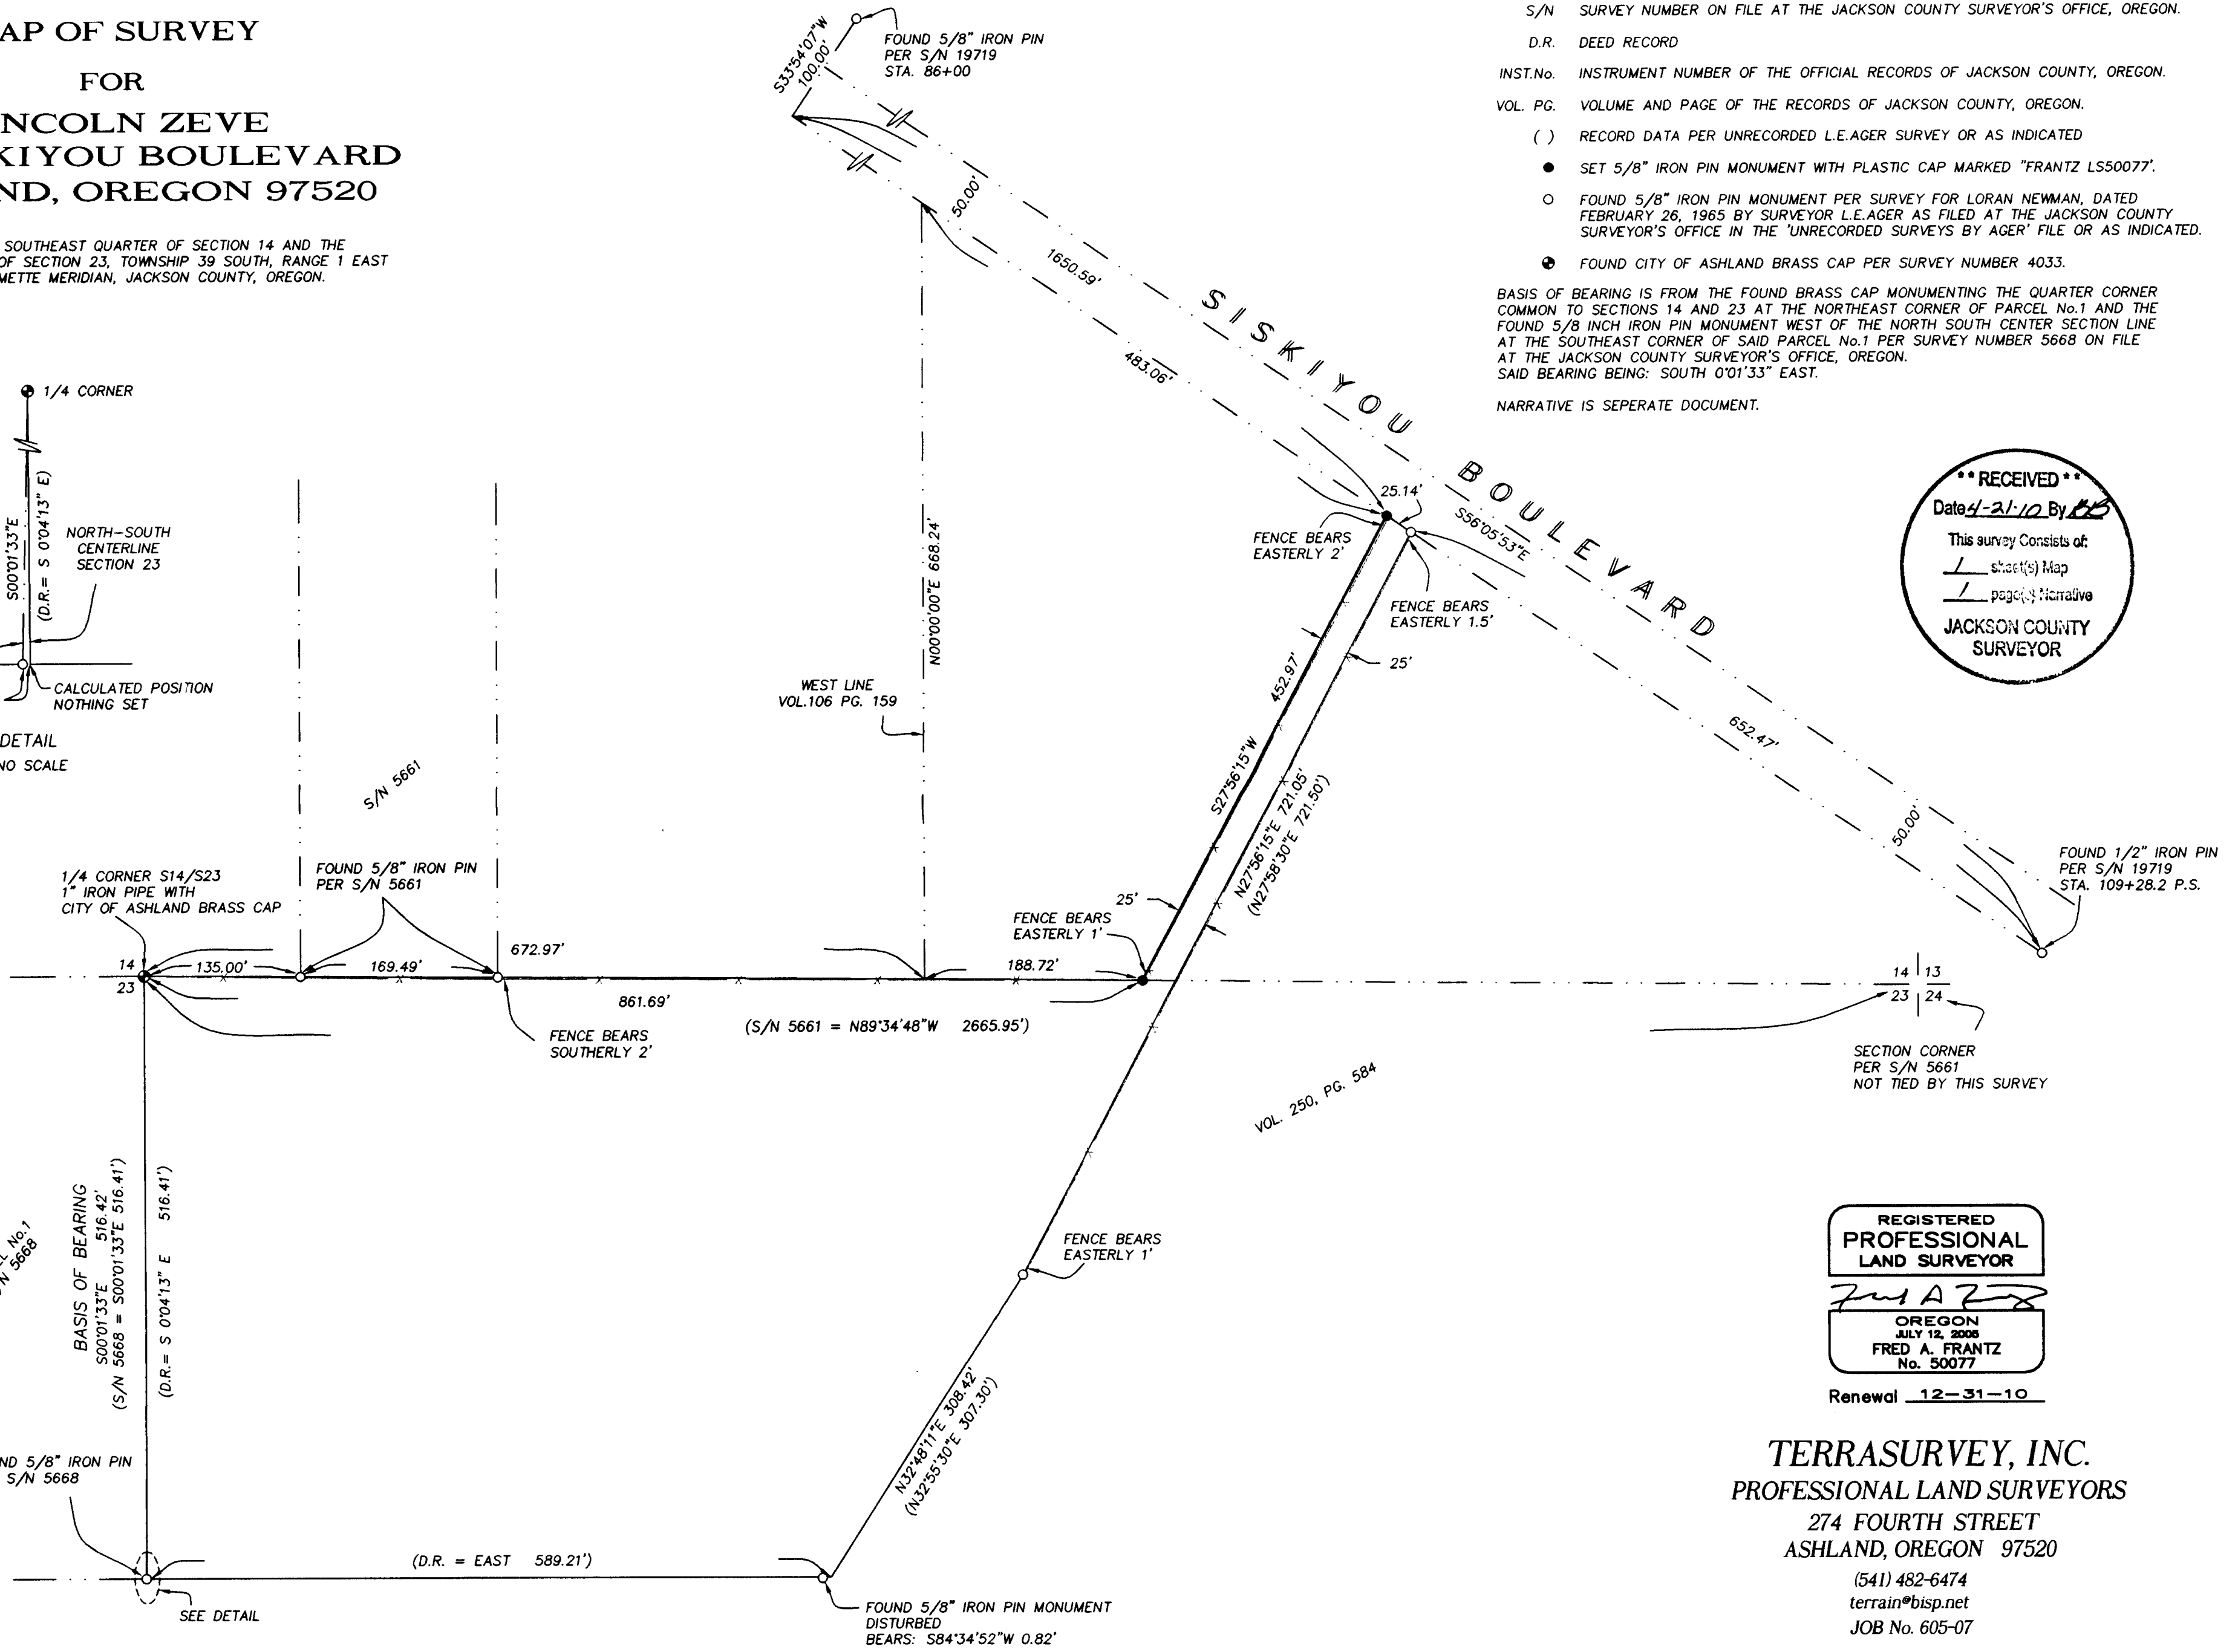 AP OF SURVEY
FOR
NCOLN ZEVE
KIYOU BOULEVARD
ND, OREGON 97520
SOUTHEAST QUARTER OF SECTION 14 AND THE
OF SECTION 23, TOWNSHIP 39 SOUTH, RANGE 1 EAST
METTE MERIDIAN, JACKSON COUNTY, OREGON.
S/N SURVEY NUMBER ON FILE AT THE JACKSON COUNTY SURVEYOR'S OFFICE, OREGON.
D.R. DEED RECORD
INST.No. INSTRUMENT NUMBER OF THE OFFICIAL RECORDS OF JACKSON COUNTY, OREGON.
VOL. PG. VOLUME AND PAGE OF THE RECORDS OF JACKSON COUNTY, OREGON.
( ) RECORD DATA PER UNRECORDED L.E.AGER SURVEY OR AS INDICATED
SET 5/8" IRON PIN MONUMENT WITH PLASTIC CAP MARKED "FRANTZ LS50077'.
FOUND 5/8" IRON PIN MONUMENT PER SURVEY FOR LORAN NEWMAN, DATED
FEBRUARY 26, 1965 BY SURVEYOR L.E.AGER AS FILED AT THE JACKSON COUNTY
SURVEYOR'S OFFICE IN THE 'UNRECORDED SURVEYS BY AGER' FILE OR AS INDICATED.
FOUND CITY OF ASHLAND BRASS CAP PER SURVEY NUMBER 4033.
BASIS OF BEARING IS FROM THE FOUND BRASS CAP MONUMENTING THE QUARTER CORNER
COMMON TO SECTIONS 14 AND 23 AT THE NORTHEAST CORNER OF PARCEL No.1 AND THE
FOUND 5/8 INCH IRON PIN MONUMENT WEST OF THE NORTH SOUTH CENTER SECTION LINE
AT THE SOUTHEAST CORNER OF SAID PARCEL No.1 PER SURVEY NUMBER 5668 ON FILE
AT THE JACKSON COUNTY SURVEYOR'S OFFICE, OREGON.
SAID BEARING BEING: SOUTH 0°01'33" EAST.
NARRATIVE IS SEPERATE DOCUMENT.
** RECEIVED **
Date 4-21-10 By BB
This survey Consists of:
1 sheet(s) Map
1 page(s) Narrative
JACKSON COUNTY
SURVEYOR
S33°54'07"W
100.00'
FOUND 5/8" IRON PIN
PER S/N 19719
STA. 86+00
50.00'
1650.59'
483.06'
SISKIYOU BOULEVARD
25.14'
S56°05'53"E
FENCE BEARS
EASTERLY 2'
FENCE BEARS
EASTERLY 1.5'
25'
652.47'
50.00'
FOUND 1/2" IRON PIN
PER S/N 19719
STA. 109+28.2 P.S.
1/4 CORNER
S00°01'33"E
(D.R.= S 0°04'13" E)
NORTH-SOUTH
CENTERLINE
SECTION 23
CALCULATED POSITION
NOTHING SET
DETAIL
NO SCALE
S/N 5661
N00°00'00"E 668.24'
WEST LINE
VOL.106 PG. 159
452.97'
S27°56'15"W
N27°56'15"E 721.05'
(N27°58'30"E 721.50')
1/4 CORNER S14/S23
1" IRON PIPE WITH
CITY OF ASHLAND BRASS CAP
FOUND 5/8" IRON PIN
PER S/N 5661
25'
FENCE BEARS
EASTERLY 1'
14
23
135.00'
169.49'
672.97'
188.72'
861.69'
(S/N 5661 = N89°34'48"W 2665.95')
FENCE BEARS
SOUTHERLY 2'
14 13
23 24
SECTION CORNER
PER S/N 5661
NOT TIED BY THIS SURVEY
VOL. 250, PG. 584
BASIS OF BEARING
S00°01'33"E 516.42'
(S/N 5668 = S00°01'33"E 516.41')
(D.R.= S 0°04'13" E 516.41')
EL No.1
/N 5668
FENCE BEARS
EASTERLY 1'
N32°48'11"E 308.42'
(N32°55'30"E 307.30')
ND 5/8" IRON PIN
S/N 5668
(D.R. = EAST 589.21')
SEE DETAIL
FOUND 5/8" IRON PIN MONUMENT
DISTURBED
BEARS: S84°34'52"W 0.82'
REGISTERED
PROFESSIONAL
LAND SURVEYOR
OREGON
JULY 12, 2005
FRED A. FRANTZ
No. 50077
Renewal 12-31-10
TERRASURVEY, INC.
PROFESSIONAL LAND SURVEYORS
274 FOURTH STREET
ASHLAND, OREGON 97520
(541) 482-6474
terrain@bisp.net
JOB No. 605-07